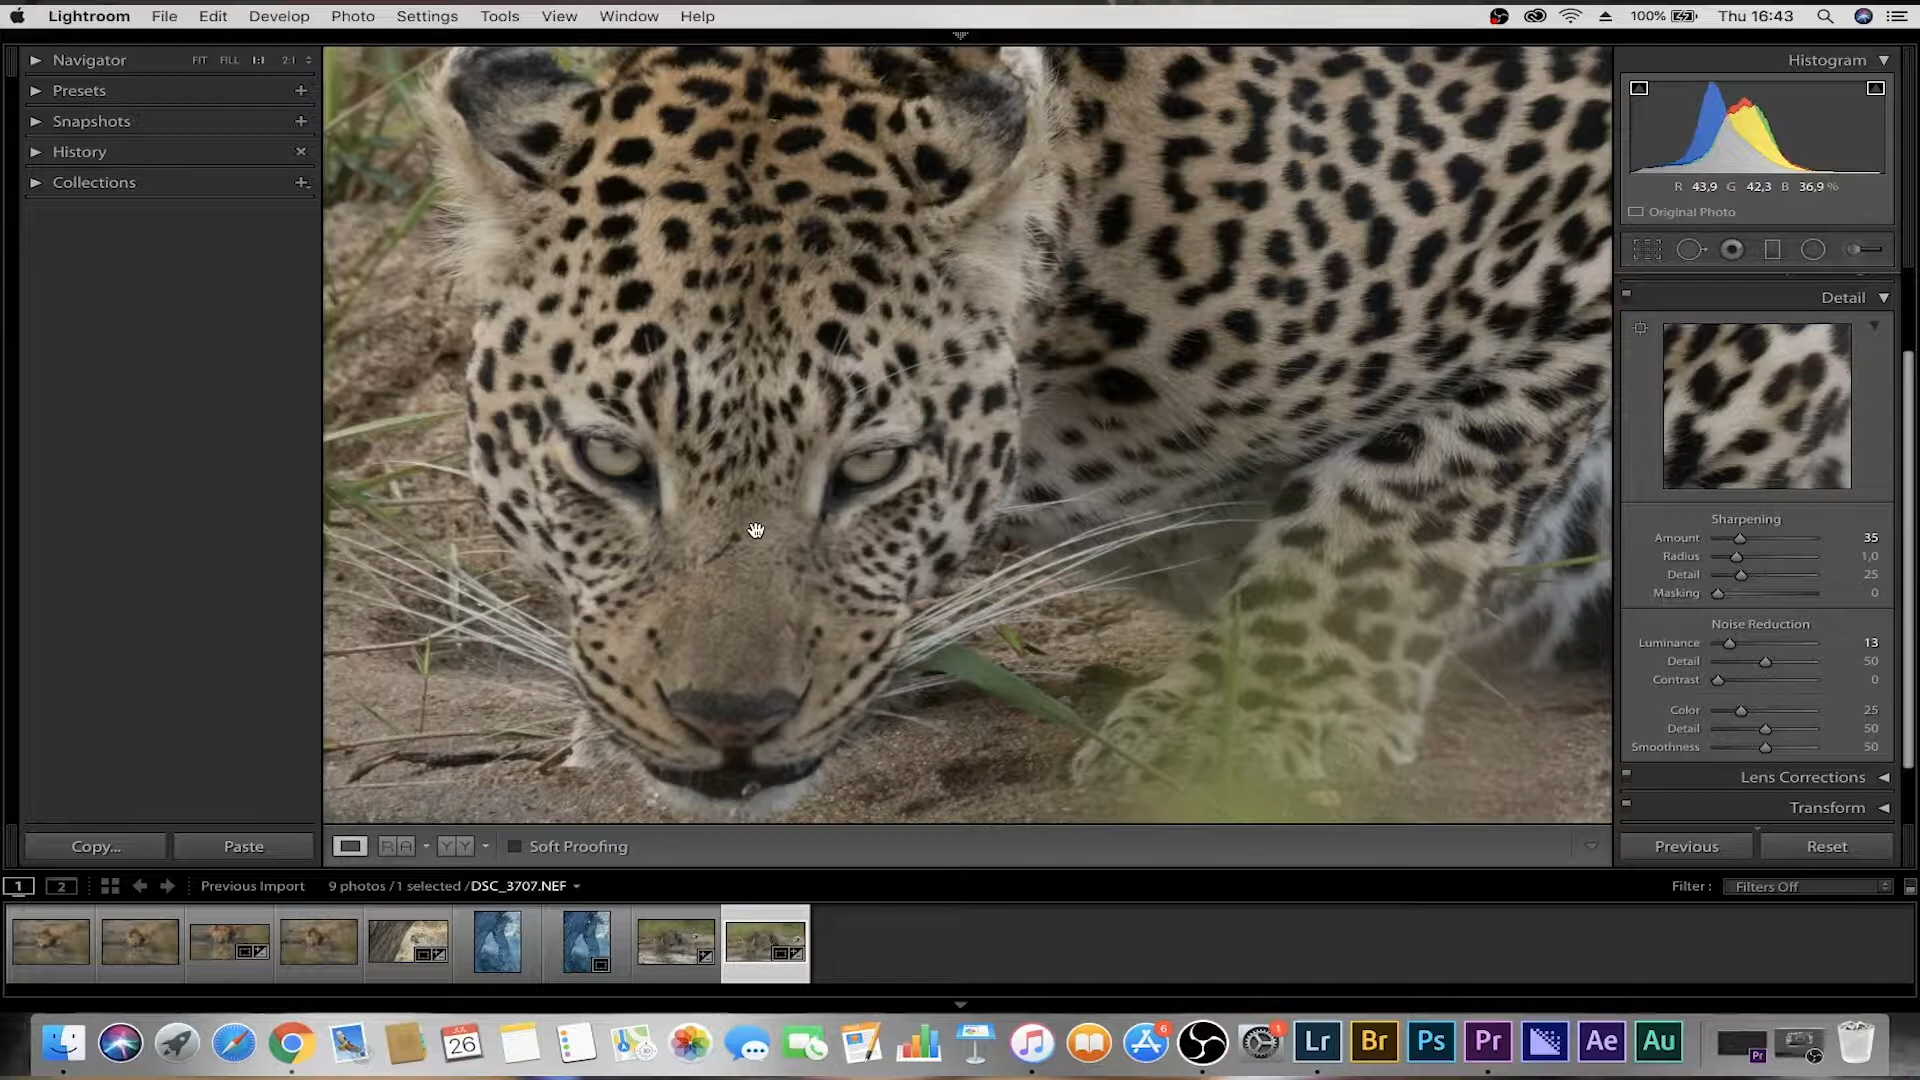 Lightroom File Edit Develop Photo Settings Tools View Window Help 100% Thu 16:43
Navigator FIT FILL 1:1 2:1
Presets
Snapshots
History
Collections
Histogram
R 43,9 G 42,3 B 36,9 %
Original Photo
Detail
Sharpening
Amount 35
Radius 1,0
Detail 25
Masking 0
Noise Reduction
Luminance 13
Detail 50
Contrast 0
Color 25
Detail 50
Smoothness 50
Lens Corrections
Transform
Copy... Paste R A Y Y Soft Proofing Previous Reset
1 2 Previous Import 9 photos / 1 selected / DSC_3707.NEF Filter : Filters Off
JUL
26
6
1
Lr Br Ps Pr Ae Au
Pr